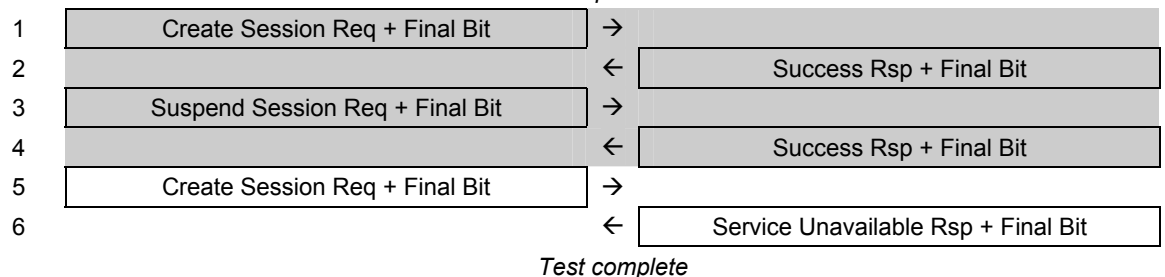 1 Create Session Req + Final Bit →
2 ← Success Rsp + Final Bit
3 Suspend Session Req + Final Bit →
4 ← Success Rsp + Final Bit
5 Create Session Req + Final Bit →
6 ← Service Unavailable Rsp + Final Bit
Test complete